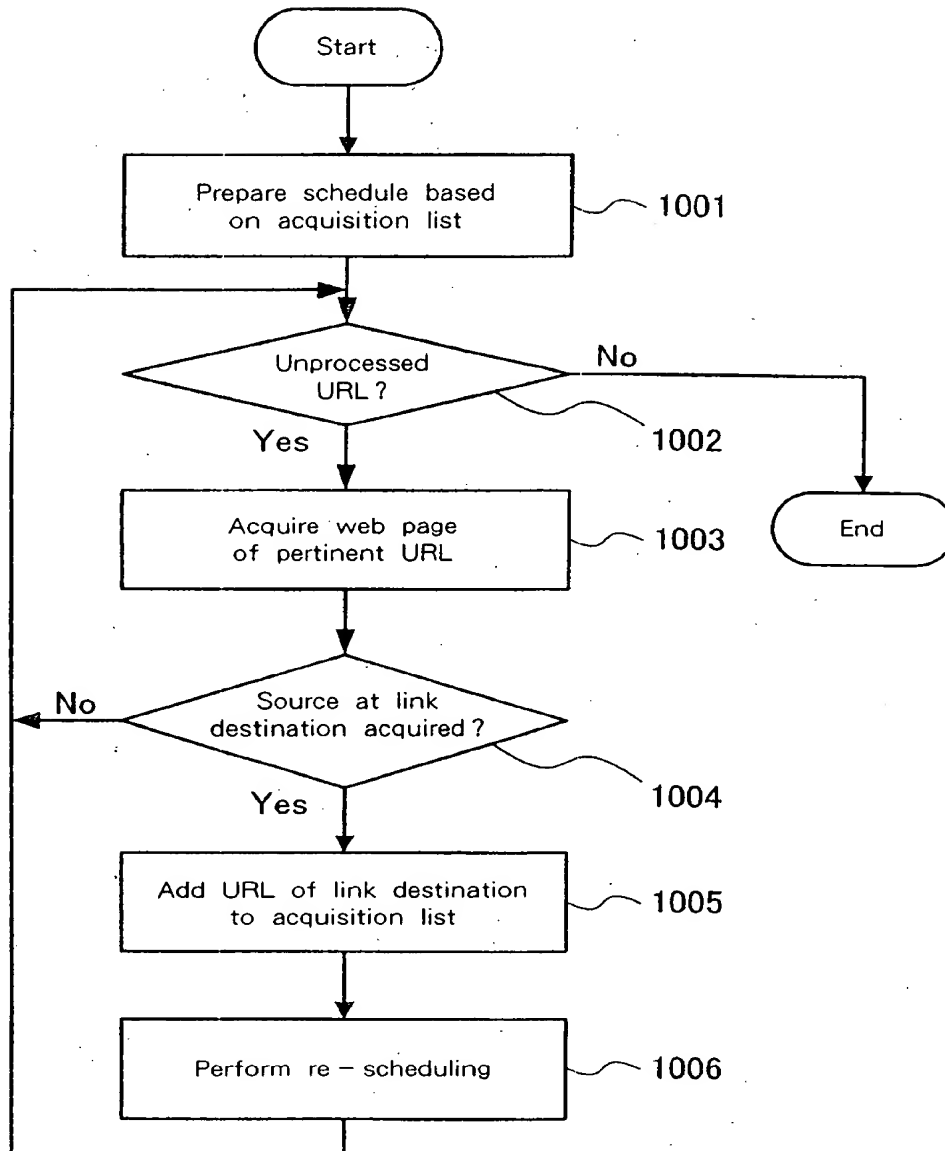 Start
Prepare schedule based
on acquisition list
1001
Unprocessed
URL?
No
1002
Yes
Acquire web page
of pertinent URL
1003
End
Source at link
destination acquired?
No
1004
Yes
Add URL of link destination
to acquisition list
1005
Perform re-scheduling
1006